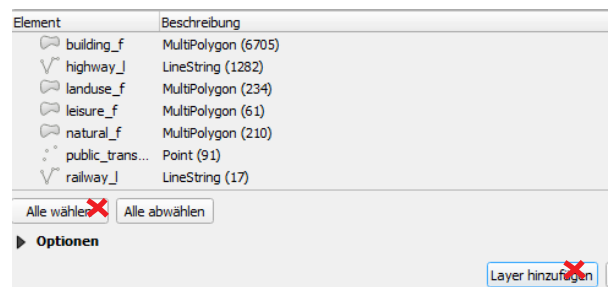 Element Beschreibung
building_f MultiPolygon (6705)
highway_l LineString (1282)
landuse_f MultiPolygon (234)
leisure_f MultiPolygon (61)
natural_f MultiPolygon (210)
public_trans... Point (91)
railway_l LineString (17)
Alle wählen Alle abwählen
Optionen
Layer hinzufügen